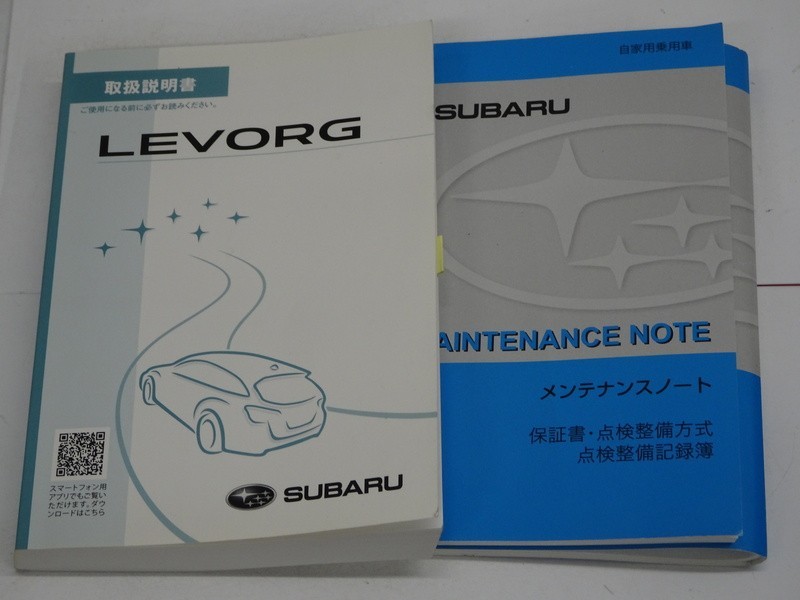 取扱説明書
ご使用になる前に必ずお読みください。
LEVORG
スマートフォン用
アプリでもご覧い
ただけます。ダウ
ンロードはこちら
SUBARU
自家用乗用車
SUBARU
AINTENANCE NOTE
メンテナンスノート
保証書・点検整備方式
点検整備記録簿